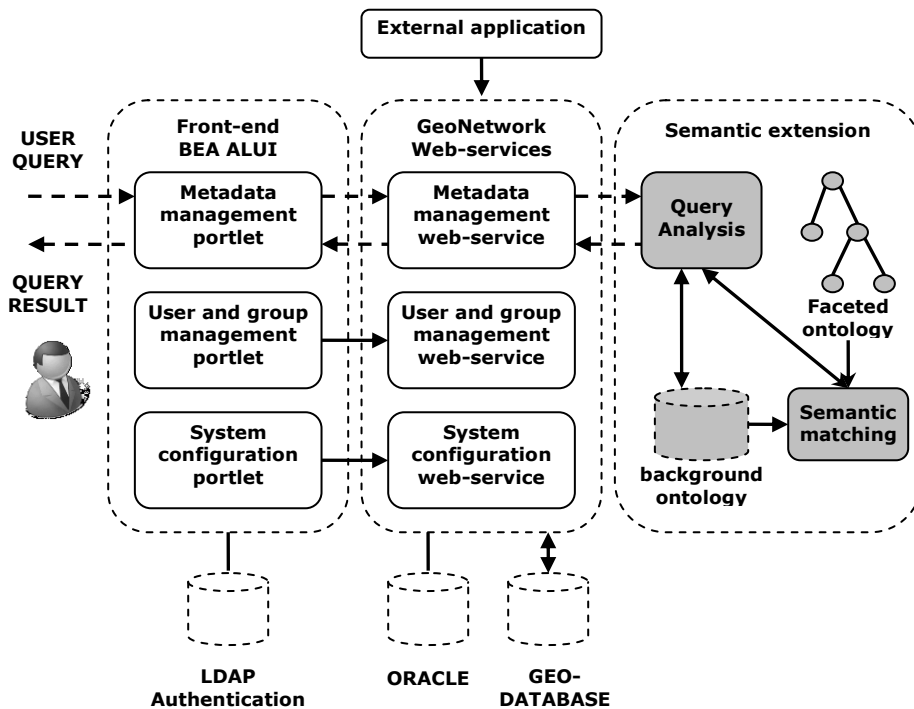 External application
USER
QUERY
QUERY
RESULT
Front-end
BEA ALUI
Metadata
management
portlet
User and group
management
portlet
System
configuration
portlet
GeoNetwork
Web-services
Metadata
management
web-service
User and group
management
web-service
System
configuration
web-service
Semantic extension
Query
Analysis
Faceted
ontology
Semantic
matching
background
ontology
LDAP
Authentication
ORACLE
GEO-
DATABASE